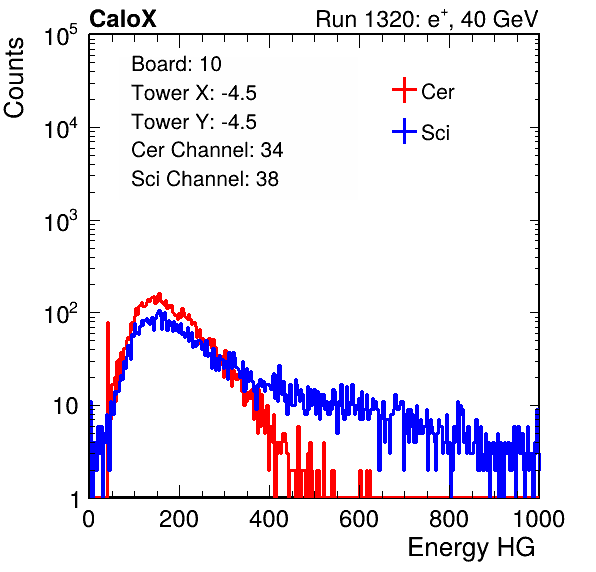 CaloX Run 1320: e⁺, 40 GeV
Counts
10⁵
10⁴
10³
10²
10
1
Board: 10
Tower X: -4.5
Tower Y: -4.5
Cer Channel: 34
Sci Channel: 38
Cer
Sci
0 200 400 600 800 1000
Energy HG